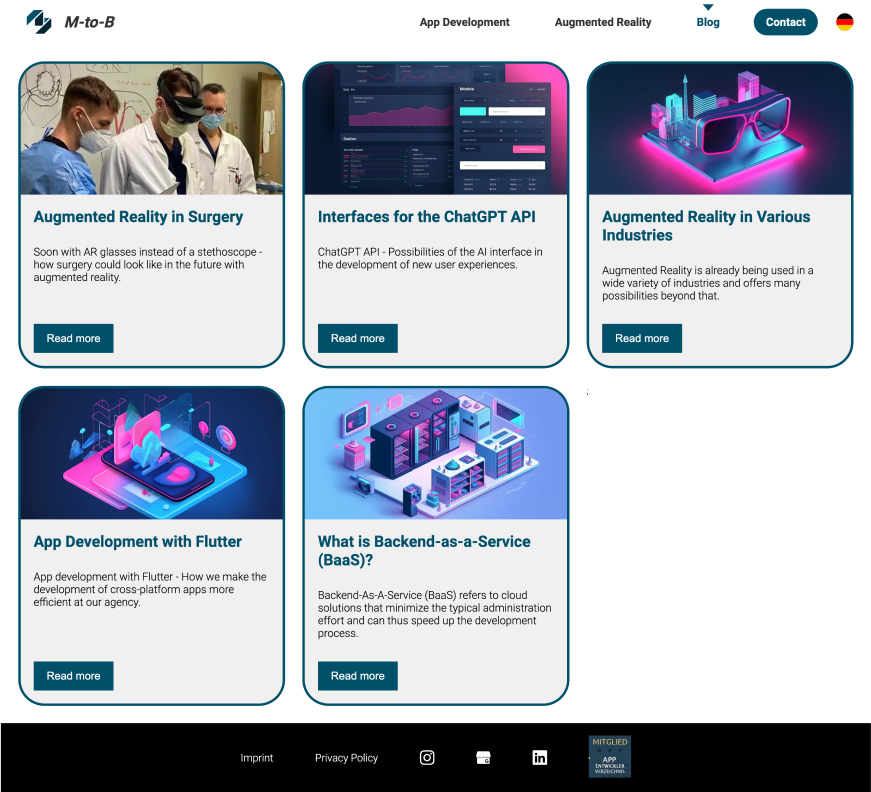 M-to-B
App Development
Augmented Reality
Blog
Contact
Models
Augmented Reality in Surgery
Soon with AR glasses instead of a stethoscope -
how surgery could look like in the future with
augmented reality.
Read more
Interfaces for the ChatGPT API
ChatGPT API - Possibilities of the AI interface in
the development of new user experiences.
Read more
Augmented Reality in Various
Industries
Augmented Reality is already being used in a
wide variety of industries and offers many
possibilities beyond that.
Read more
App Development with Flutter
App development with Flutter - How we make the
development of cross-platform apps more
efficient at our agency.
Read more
What is Backend-as-a-Service
(BaaS)?
Backend-As-A-Service (BaaS) refers to cloud
solutions that minimize the typical administration
effort and can thus speed up the development
process.
Read more
;
Imprint
Privacy Policy
MITGLIED
APP
ENTWICKLER
VERZEICHNIS